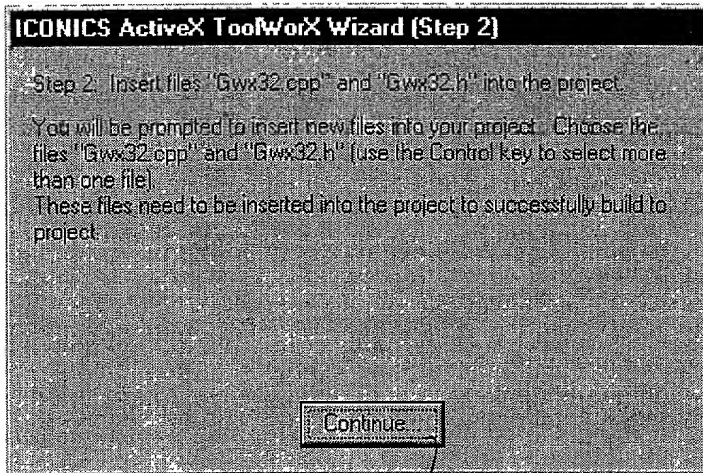 ICONICS ActiveX ToolWorX Wizard (Step 2)
Step 2: Insert files "Gwx32.cpp" and "Gwx32.h" into the project.
You will be prompted to insert new files into your project. Choose the
files "Gwx32.cpp" and "Gwx32.h" (use the Control key to select more
than one file).
These files need to be inserted into the project to successfully build to
project.
Continue...